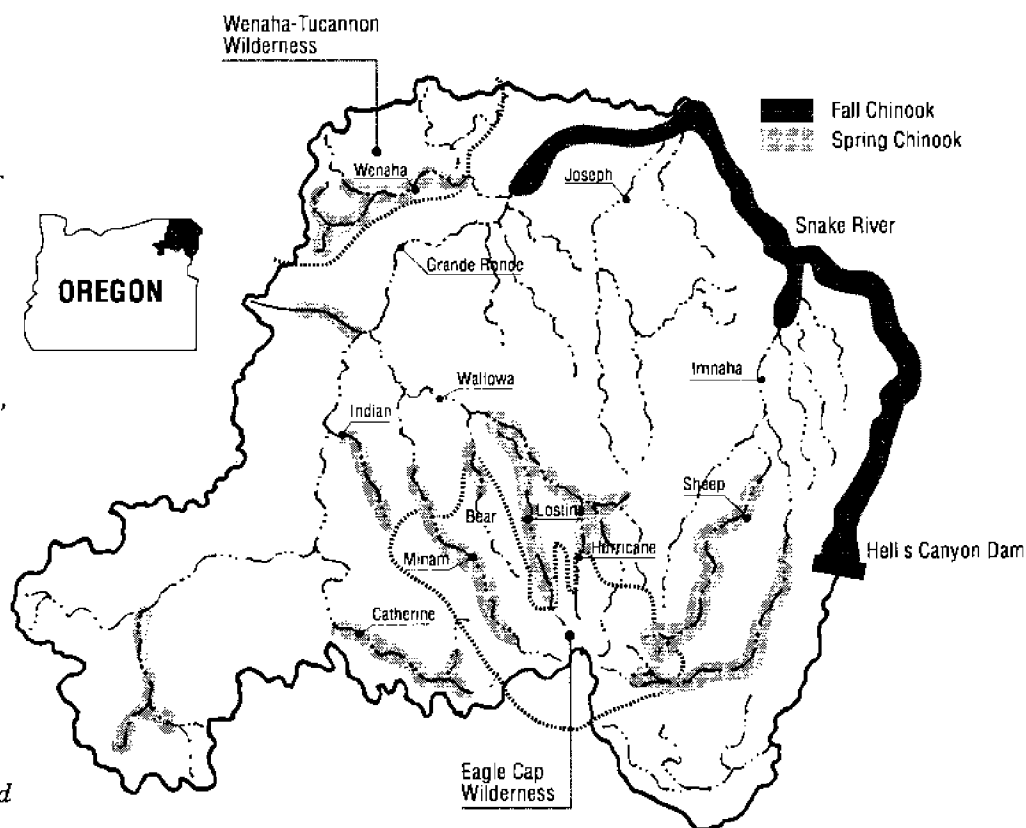 Wenaha-Tucannon
Wilderness
Fall Chinook
Spring Chinook
Wenaha
Joseph
Snake River
OREGON
Grande Ronde
Imnaha
Wallowa
,
Indian
Sheep
Bear
Lostine
Hurricane
Hell s Canyon Dam
Minam
Catherine
Eagle Cap
Wilderness
d